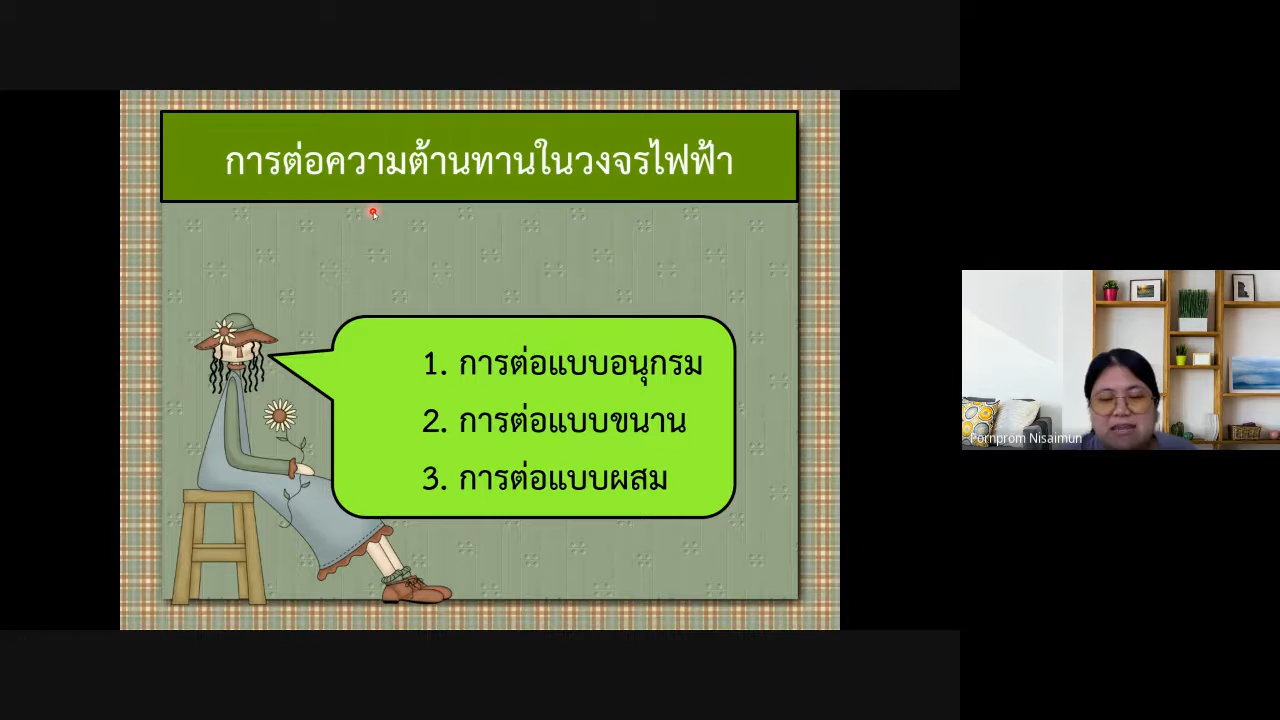 การต่อความต้านทานในวงจรไฟฟ้า
1. การต่อแบบอนุกรม
2. การต่อแบบขนาน
3. การต่อแบบผสม
Pornprom Nisaimun